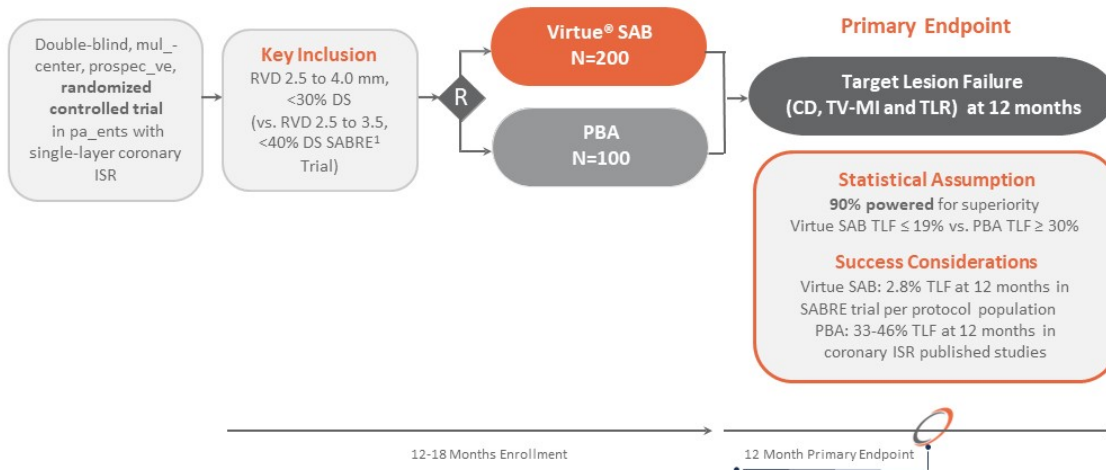 Double-blind, mul_-
center, prospec_ve,
randomized
controlled trial
in pa_ents with
single-layer coronary
ISR
Key Inclusion
RVD 2.5 to 4.0 mm,
<30% DS
(vs. RVD 2.5 to 3.5,
<40% DS SABRE¹
Trial)
R
Virtue® SAB
N=200
PBA
N=100
Primary Endpoint
Target Lesion Failure
(CD, TV-MI and TLR) at 12 months
Statistical Assumption
90% powered for superiority
Virtue SAB TLF ≤ 19% vs. PBA TLF ≥ 30%
Success Considerations
Virtue SAB: 2.8% TLF at 12 months in
SABRE trial per protocol population
PBA: 33-46% TLF at 12 months in
coronary ISR published studies
12-18 Months Enrollment
12 Month Primary Endpoint